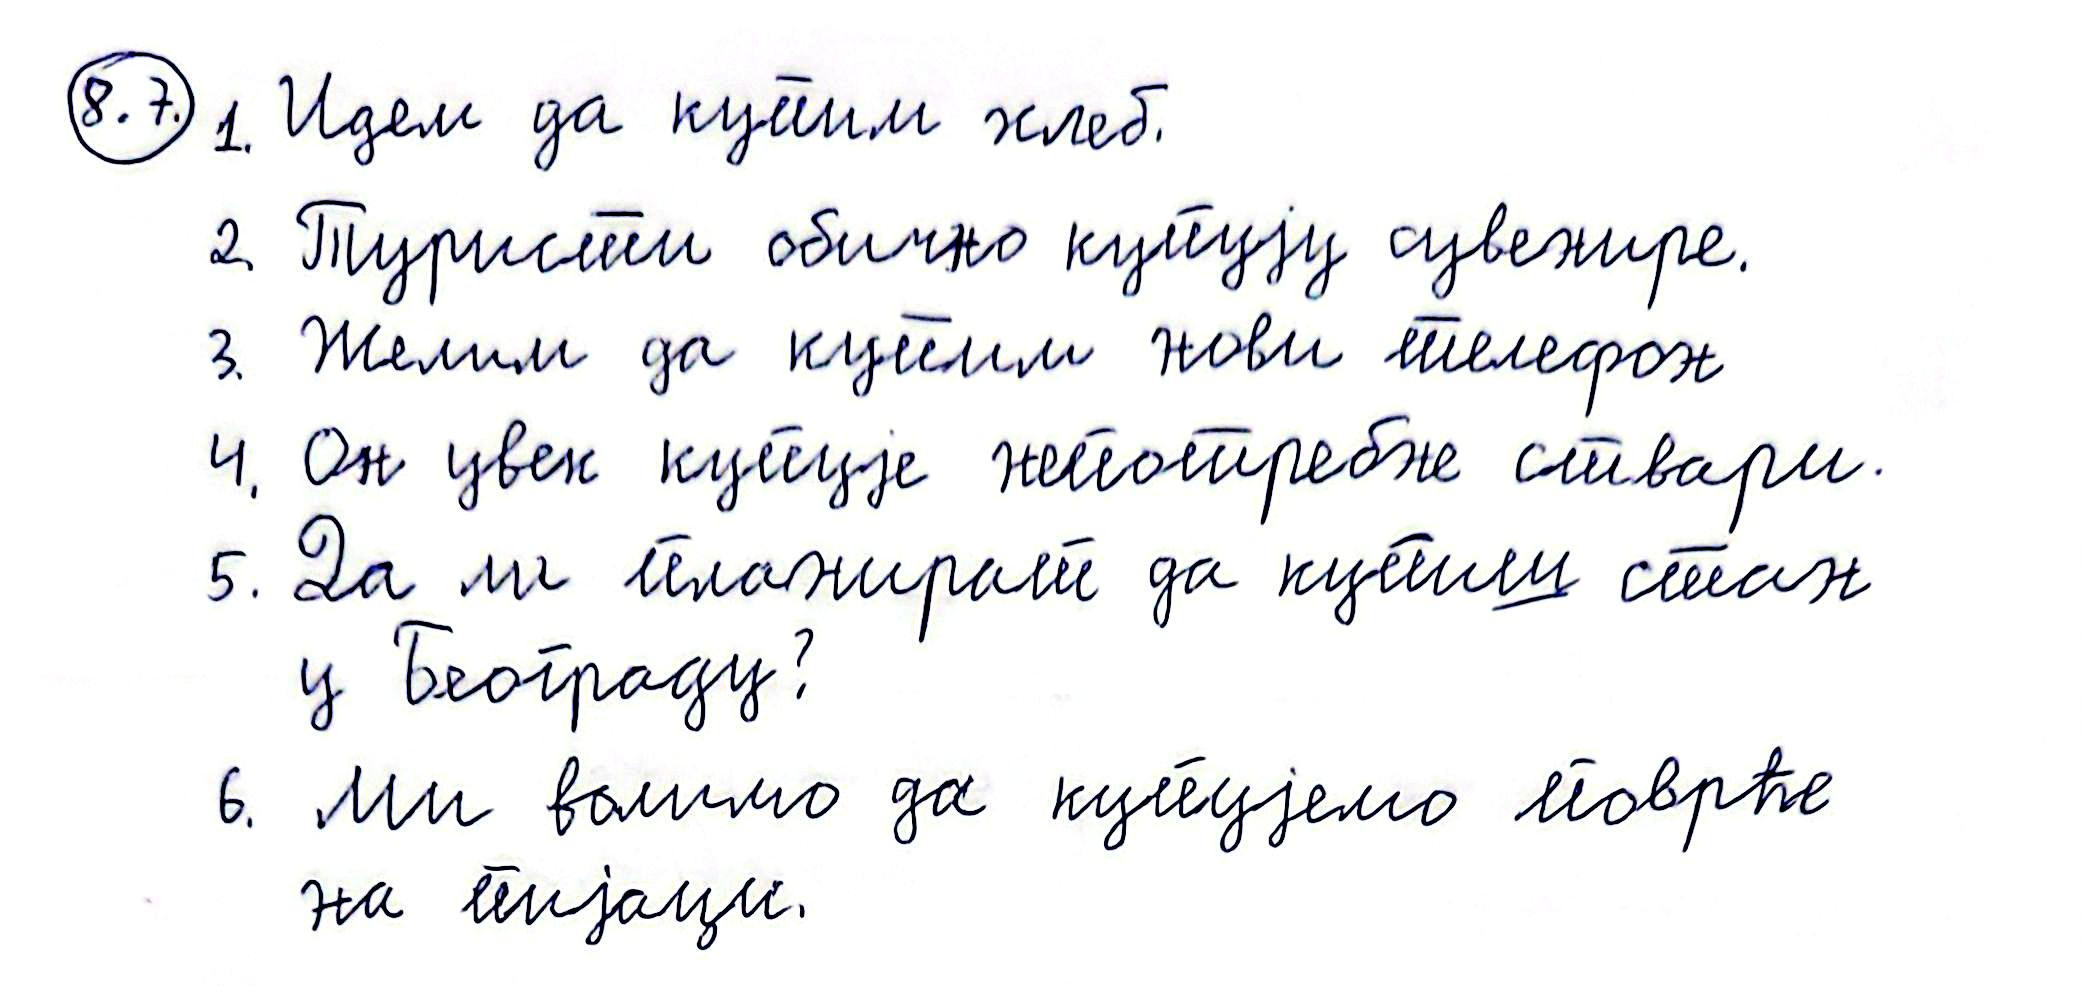 8.7. 1. Идем да купим хлеб.
2. Туристи обично купују сувенире.
3. Желим да купим нови телефон
4. Он увек купује непотребне ствари.
5. Да ли планират да купиш стан
у Београду?
6. Ми волимо да купујемо поврће
на пијаци.